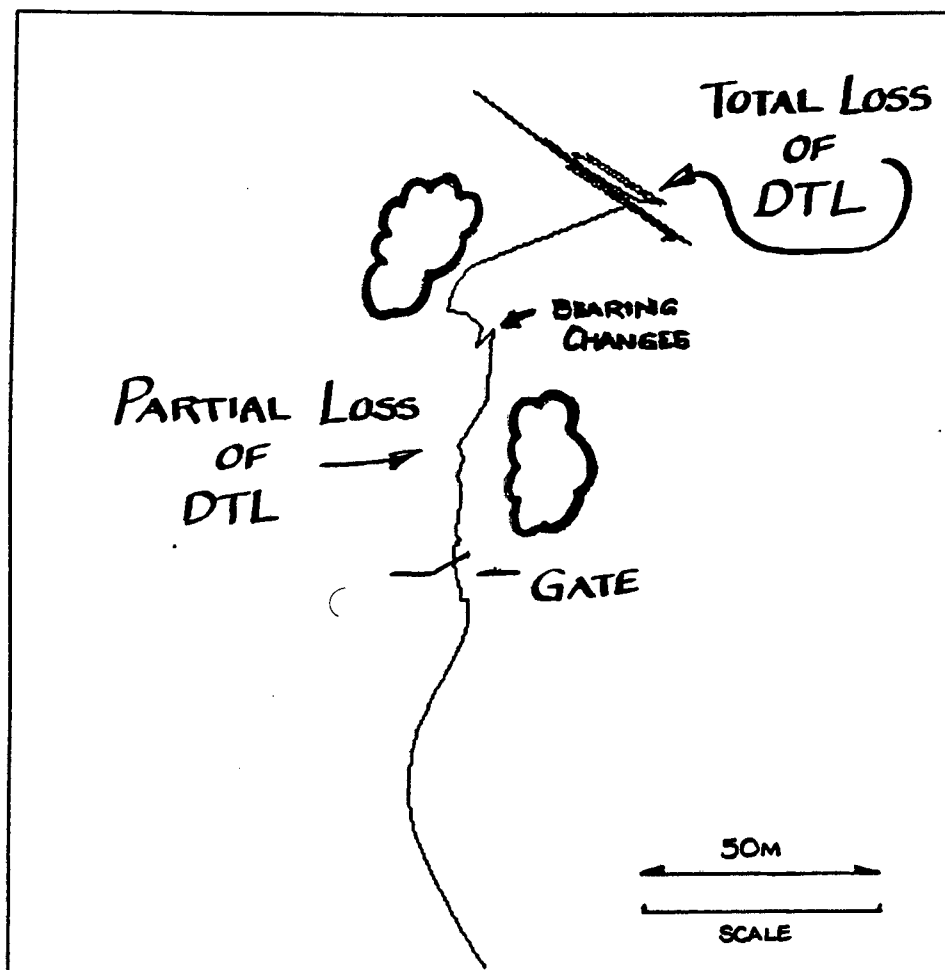 TOTAL LOSS
OF
DTL
BEARING
CHANGES
PARTIAL LOSS
OF
DTL
GATE
50M
SCALE